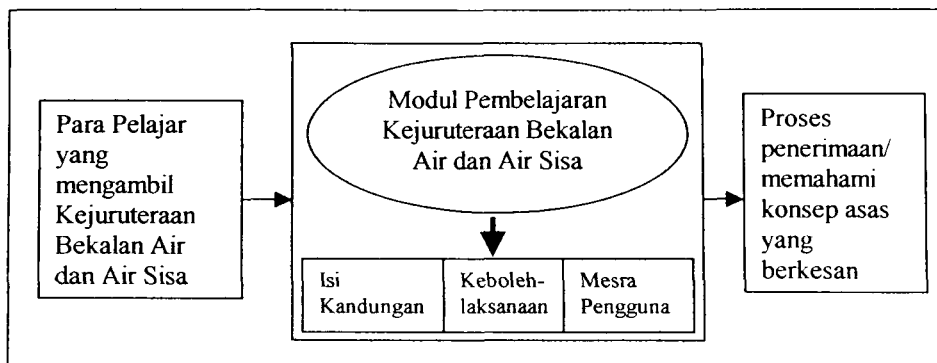 Para Pelajar
yang
mengambil
Kejuruteraan
Bekalan Air
dan Air Sisa
Modul Pembelajaran
Kejuruteraan Bekalan
Air dan Air Sisa
Isi
Kandungan
Keboleh-
laksanaan
Mesra
Pengguna
Proses
penerimaan/
memahami
konsep asas
yang
berkesan